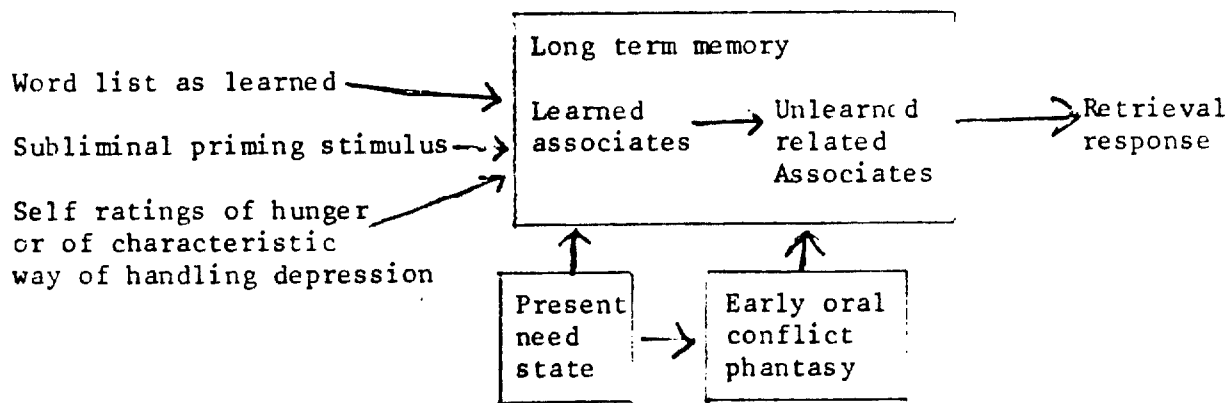 Long term memory
Word list as learned
Learned
associates
Unlearned
related
Associates
Retrieval
response
Subliminal priming stimulus
Self ratings of hunger
or of characteristic
way of handling depression
Present
need
state
Early oral
conflict
phantasy